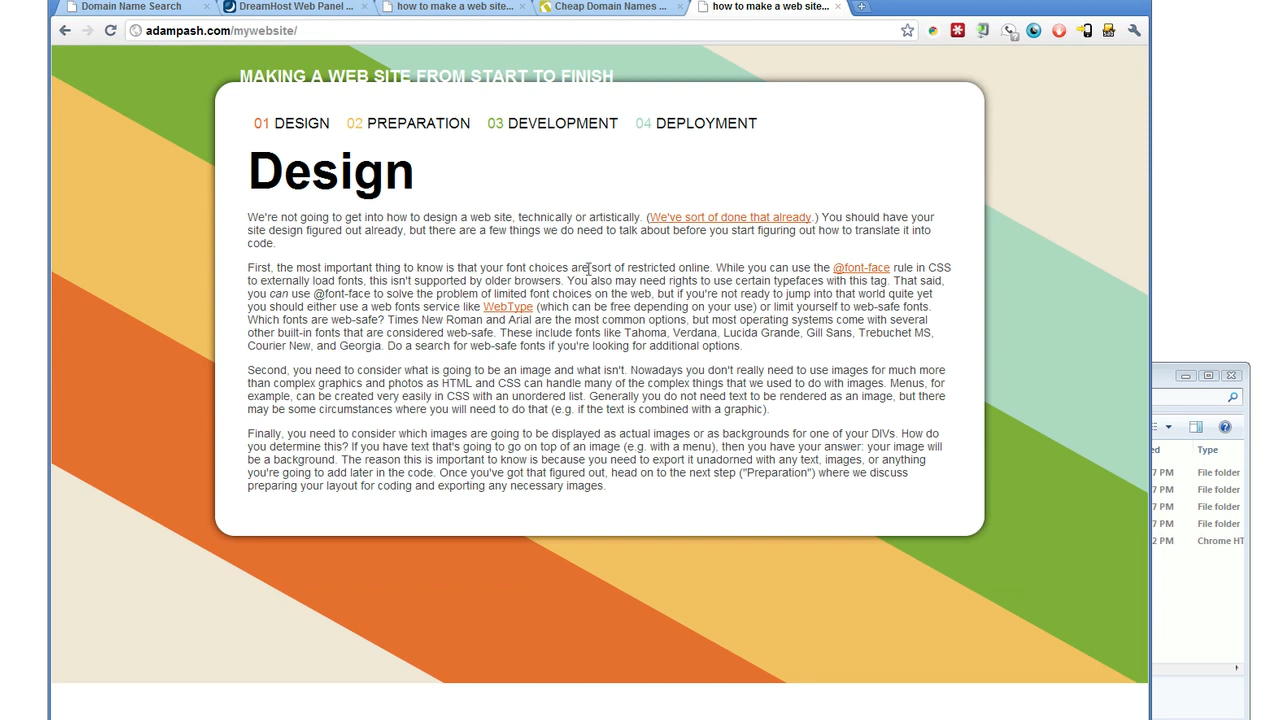 Domain Name Search
DreamHost Web Panel ...
how to make a web site...
Cheap Domain Names ...
how to make a web site...
adampash.com/mywebsite/
MAKING A WEB SITE FROM START TO FINISH
01 DESIGN 02 PREPARATION 03 DEVELOPMENT 04 DEPLOYMENT
Design
We're not going to get into how to design a web site, technically or artistically. (We've sort of done that already.) You should have your
site design figured out already, but there are a few things we do need to talk about before you start figuring out how to translate it into
code.
First, the most important thing to know is that your font choices are sort of restricted online. While you can use the @font-face rule in CSS
to externally load fonts, this isn't supported by older browsers. You also may need rights to use certain typefaces with this tag. That said,
you can use @font-face to solve the problem of limited font choices on the web, but if you're not ready to jump into that world quite yet
you should either use a web fonts service like WebType (which can be free depending on your use) or limit yourself to web-safe fonts.
Which fonts are web-safe? Times New Roman and Arial are the most common options, but most operating systems come with several
other built-in fonts that are considered web-safe. These include fonts like Tahoma, Verdana, Lucida Grande, Gill Sans, Trebuchet MS,
Courier New, and Georgia. Do a search for web-safe fonts if you're looking for additional options.
Second, you need to consider what is going to be an image and what isn't. Nowadays you don't really need to use images for much more
than complex graphics and photos as HTML and CSS can handle many of the complex things that we used to do with images. Menus, for
example, can be created very easily in CSS with an unordered list. Generally you do not need text to be rendered as an image, but there
may be some circumstances where you will need to do that (e.g. if the text is combined with a graphic).
Finally, you need to consider which images are going to be displayed as actual images or as backgrounds for one of your DIVs. How do
you determine this? If you have text that's going to go on top of an image (e.g. with a menu), then you have your answer: your image will
be a background. The reason this is important to know is because you need to export it unadorned with any text, images, or anything
you're going to add later in the code. Once you've got that figured out, head on to the next step ("Preparation") where we discuss
preparing your layout for coding and exporting any necessary images.
ed Type
7 PM File folder
7 PM File folder
7 PM File folder
7 PM File folder
2 PM Chrome HT